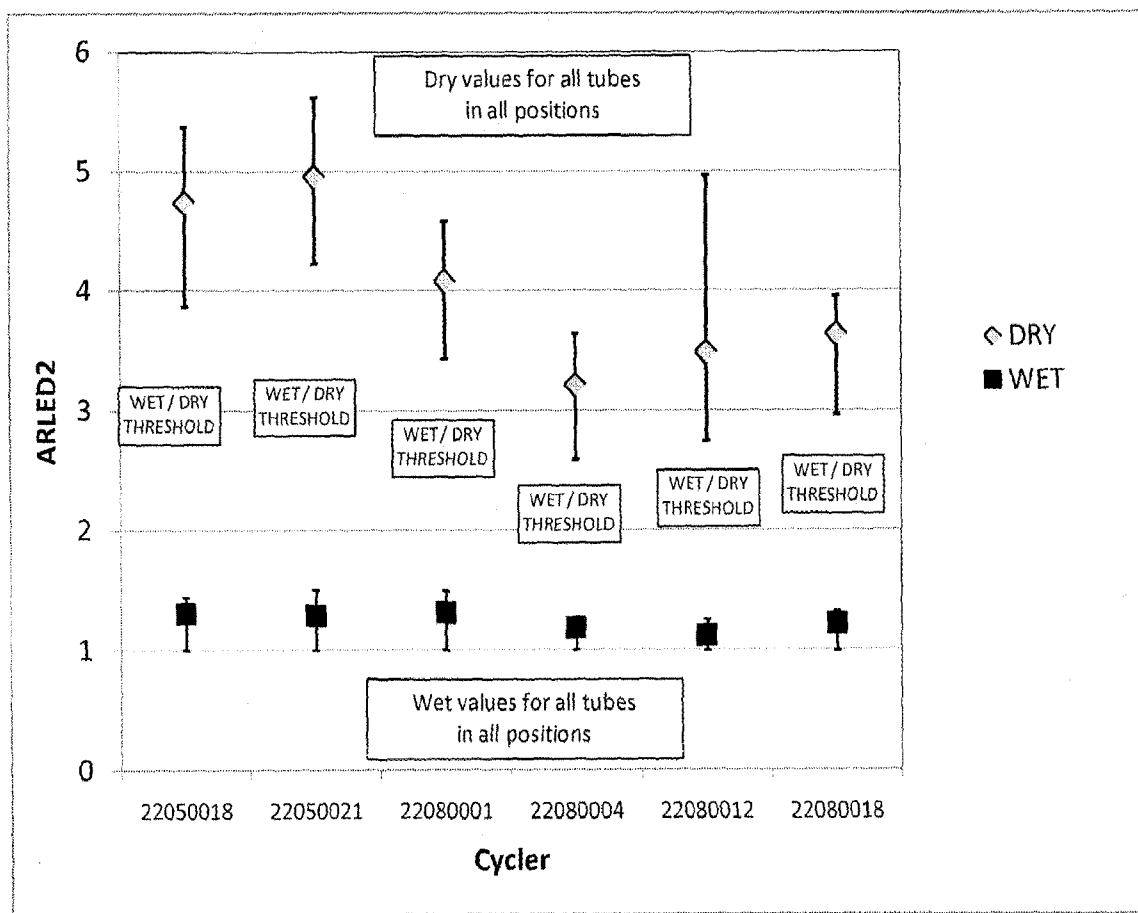 6
Dry values for all tubes
in all positions
5
4
WET / DRY
THRESHOLD
WET / DRY
THRESHOLD
WET / DRY
THRESHOLD
WET / DRY
THRESHOLD
WET / DRY
THRESHOLD
WET / DRY
THRESHOLD
DRY
WET
ARLED2
3
2
1
Wet values for all tubes
in all positions
0
22050018 22050021 22080001 22080004 22080012 22080018
Cycler